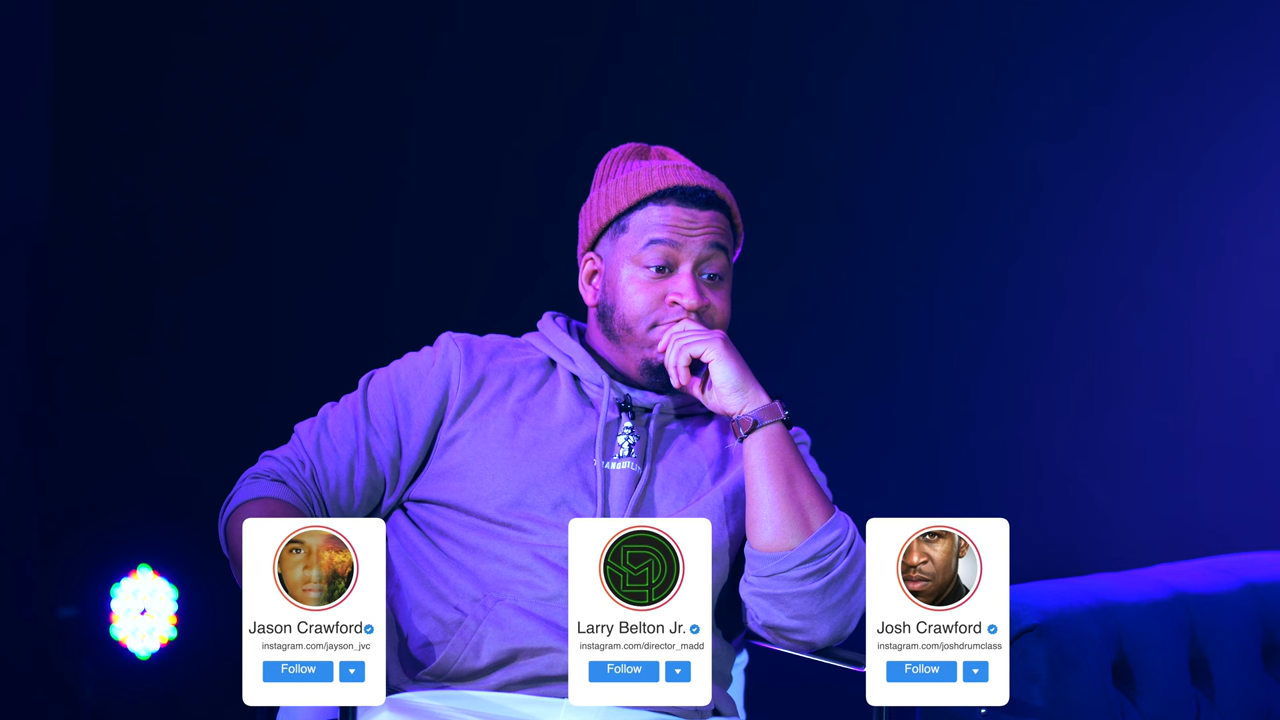 TRANQUILITY
Jason Crawford
instagram.com/jayson_jvc
Follow
Larry Belton Jr.
instagram.com/director_madd
Follow
Josh Crawford
instagram.com/joshdrumclass
Follow